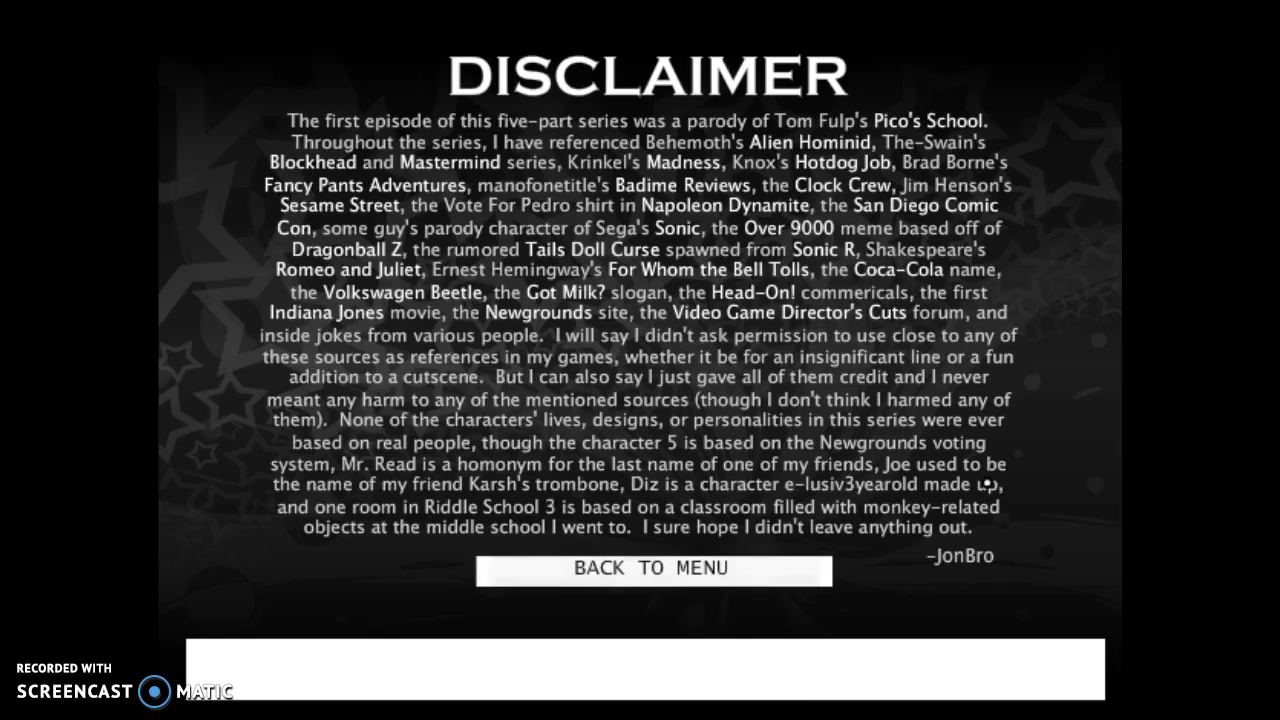 DISCLAIMER
The first episode of this five-part series was a parody of Tom Fulp's Pico's School.
Throughout the series, I have referenced Behemoth's Alien Hominid, The-Swain's
Blockhead and Mastermind series, Krinkel's Madness, Knox's Hotdog Job, Brad Borne's
Fancy Pants Adventures, manofonetitle's Badime Reviews, the Clock Crew, Jim Henson's
Sesame Street, the Vote For Pedro shirt in Napoleon Dynamite, the San Diego Comic
Con, some guy's parody character of Sega's Sonic, the Over 9000 meme based off of
Dragonball Z, the rumored Tails Doll Curse spawned from Sonic R, Shakespeare's
Romeo and Juliet, Ernest Hemingway's For Whom the Bell Tolls, the Coca-Cola name,
the Volkswagen Beetle, the Got Milk? slogan, the Head-On! commericals, the first
Indiana Jones movie, the Newgrounds site, the Video Game Director's Cuts forum, and
inside jokes from various people. I will say I didn't ask permission to use close to any of
these sources as references in my games, whether it be for an insignificant line or a fun
addition to a cutscene. But I can also say I just gave all of them credit and I never
meant any harm to any of the mentioned sources (though I don't think I harmed any of
them). None of the characters' lives, designs, or personalities in this series were ever
based on real people, though the character 5 is based on the Newgrounds voting
system, Mr. Read is a homonym for the last name of one of my friends, Joe used to be
the name of my friend Karsh's trombone, Diz is a character e-lusiv3yearold made up,
and one room in Riddle School 3 is based on a classroom filled with monkey-related
objects at the middle school I went to. I sure hope I didn't leave anything out.
-JonBro
BACK TO MENU
RECORDED WITH
SCREENCAST MATIC